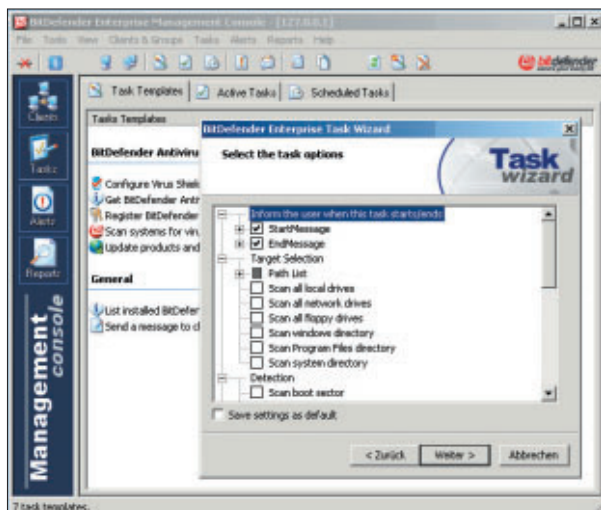 BitDefender Enterprise Management Console - [127.0.0.1]
File Tools View Clients & Groups Tasks Alerts Reports Help
bitdefender
Clients
Tasks
Alerts
Reports
Management
console
Task Templates
Active Tasks
Scheduled Tasks
Tasks Templates
BitDefender Antiviru
Configure Virus Shiel
Get BitDefender Anti
Register BitDefender
Scan systems for viru
Update products and
General
List installed BitDefen
Send a message to cl
BitDefender Enterprise Task Wizard
Select the task options
Task
wizard
Inform the user when this task starts/ends
StartMessage
EndMessage
Target Selection
Path List
Scan all local drives
Scan all network drives
Scan all floppy drives
Scan windows directory
Scan Program Files directory
Scan system directory
Detection
Scan boot sector
Save settings as default
< Zurück
Weiter >
Abbrechen
7 task templates.